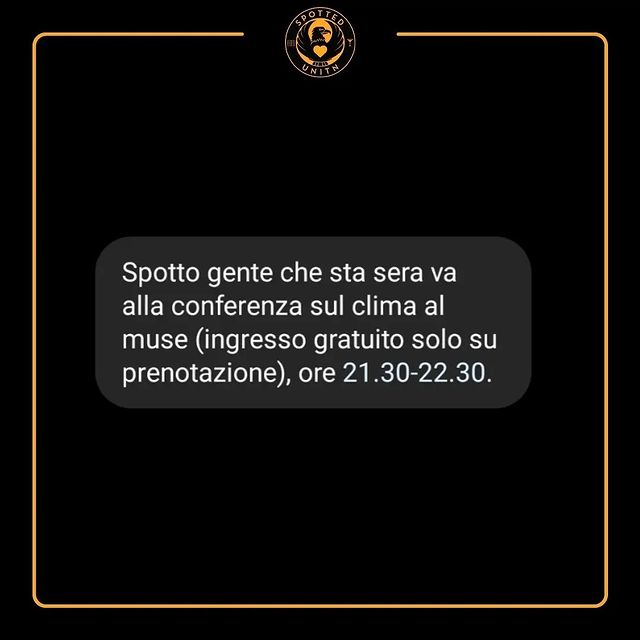 SPOTTED
UNITN
Spotto gente che sta sera va
alla conferenza sul clima al
muse (ingresso gratuito solo su
prenotazione), ore 21.30-22.30.